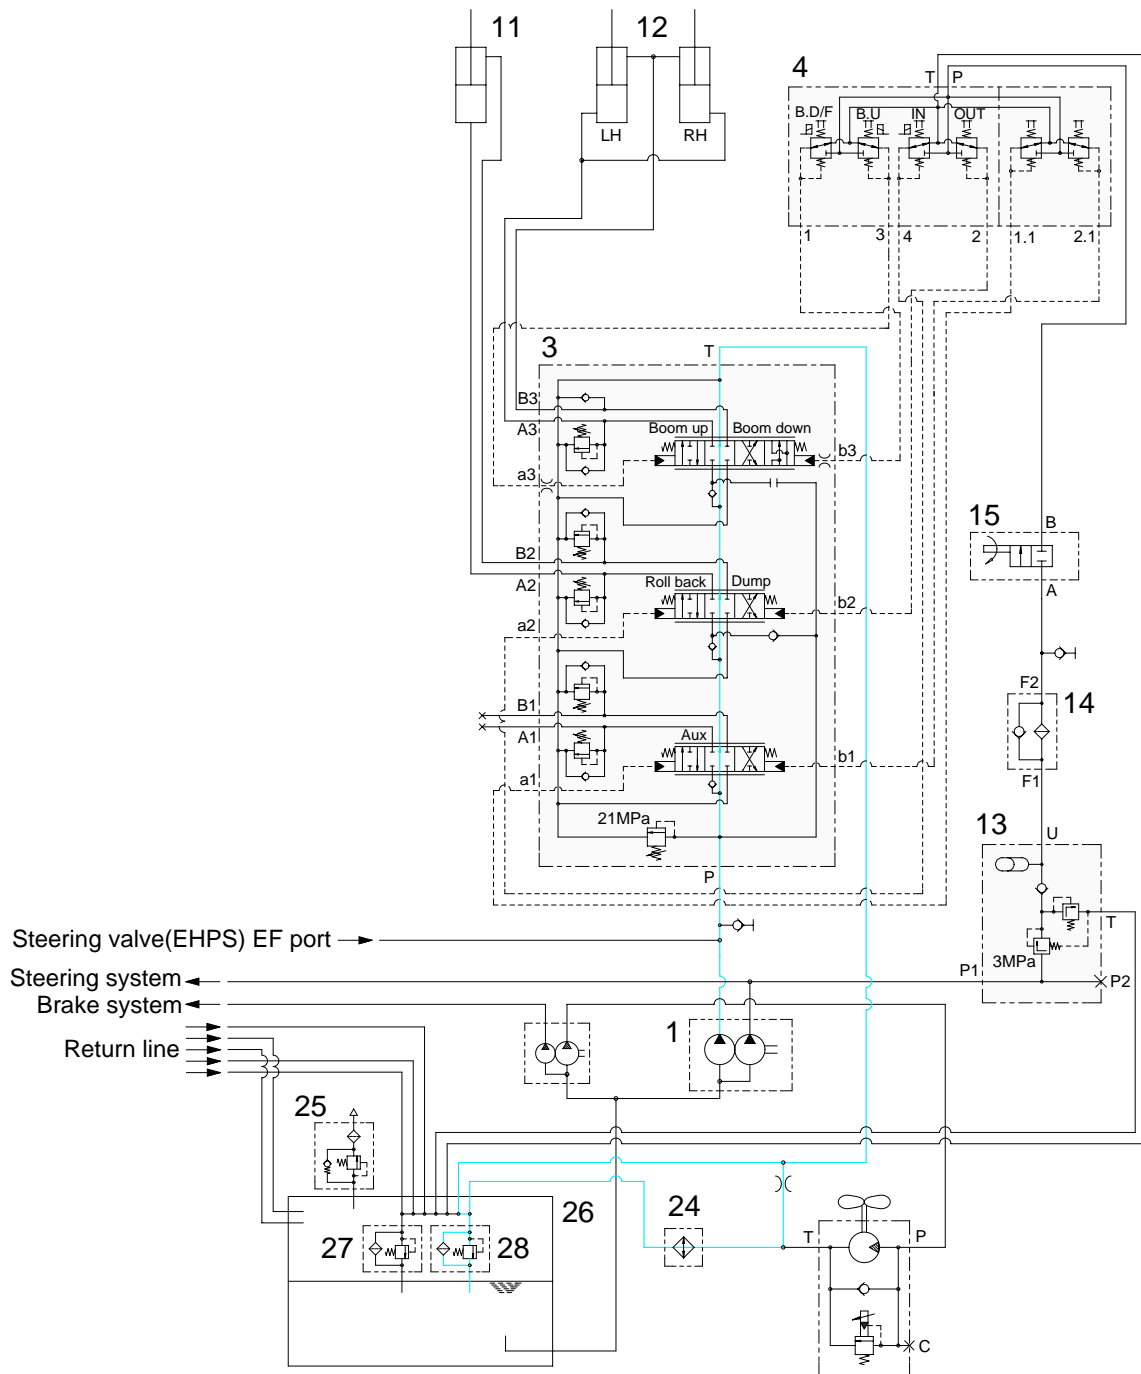 11
12
4
T P
B.D/F B.U IN OUT
LH RH
1 3 4 2 1.1 2.1
3
T
B3
A3
Boom up Boom down
a3
b3
15
B
A
B2
A2
Roll back Dump
a2
b2
F2
14
F1
B1
A1
Aux
a1
b1
21MPa
13
U
P
T
3MPa
P1
P2
Steering valve(EHPS) EF port
Steering system
Brake system
Return line
1
25
26
27
28
24
T
P
C